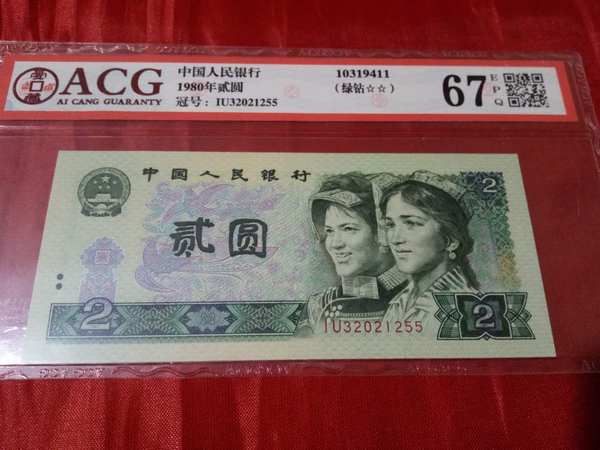 ACG
AI CANG GUARANTY
中国人民银行
1980年贰圆
冠号: IU32021255
10319411
(绿钻☆☆)
67
EPQ
中国人民银行
贰圆
2
2
2
IU32021255